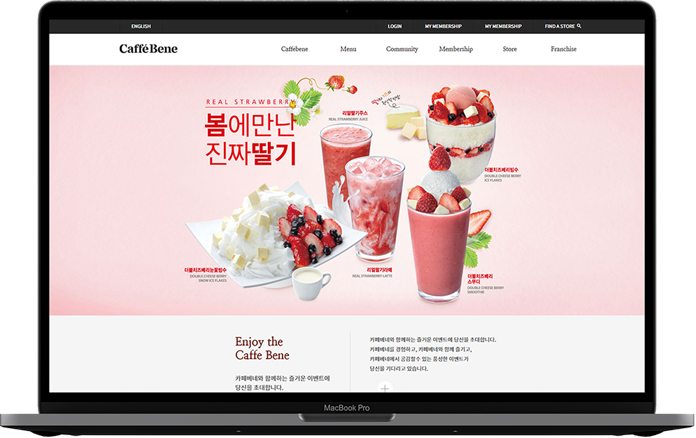 ENGLISH
LOGIN
MY MEMBERSHIP
MY MEMBERSHIP
FIND A STORE
Caffé Bene
Caffebene
Menu
Community
Membership
Store
Franchise
REAL STRAWBERRY
봄에만난
진짜딸기
리얼딸기주스
REAL STRAWBERRY JUICE
더블치즈베리빙수
DOUBLE CHEESE BERRY
ICE FLAKES
더블치즈베리눈꽃빙수
DOUBLE CHEESE BERRY
SNOW ICE FLAKES
리얼딸기라떼
REAL STRAWBERRY LATTE
더블치즈베리
스무디
DOUBLE CHEESE BERRY
SMOOTHIE
Enjoy the
Caffe Bene
카페베네와 함께하는 즐거운 이벤트에
당신을 초대합니다.
카페베네와 함께하는 즐거운 이벤트에 당신을 초대합니다.
카페베네를 경험하고, 카페베네와 함께 즐기고,
카페베네에서 공감할수 있는 풍성한 이벤트가
당신을 기다리고 있습니다.
MacBook Pro